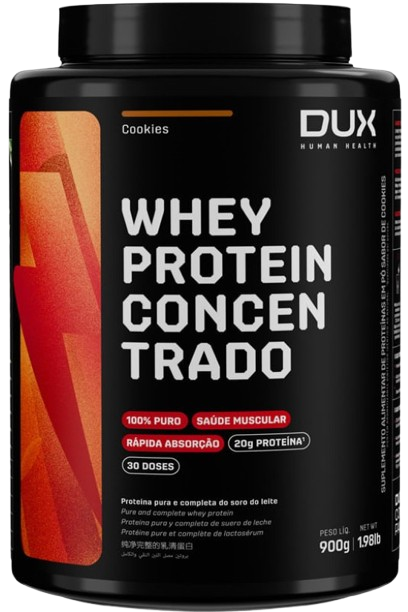 Cookies
DUX
HUMAN HEALTH
WHEY
PROTEIN
CONCEN
TRADO
100% PURO
SAÚDE MUSCULAR
RÁPIDA ABSORÇÃO
20g PROTEÍNA¹
30 DOSES
Proteína pura e completa do soro do leite
Pure and complete whey protein
Proteína pura y completa de suero de leche
Protéine pure et complète de lactosérum
纯净完整的乳清蛋白
PESO LÍQ.
900g
NET WT
1.98lb
SUPLEMENTO ALIMENTAR DE PROTEÍNAS EM PÓ SABOR DE COOKIES